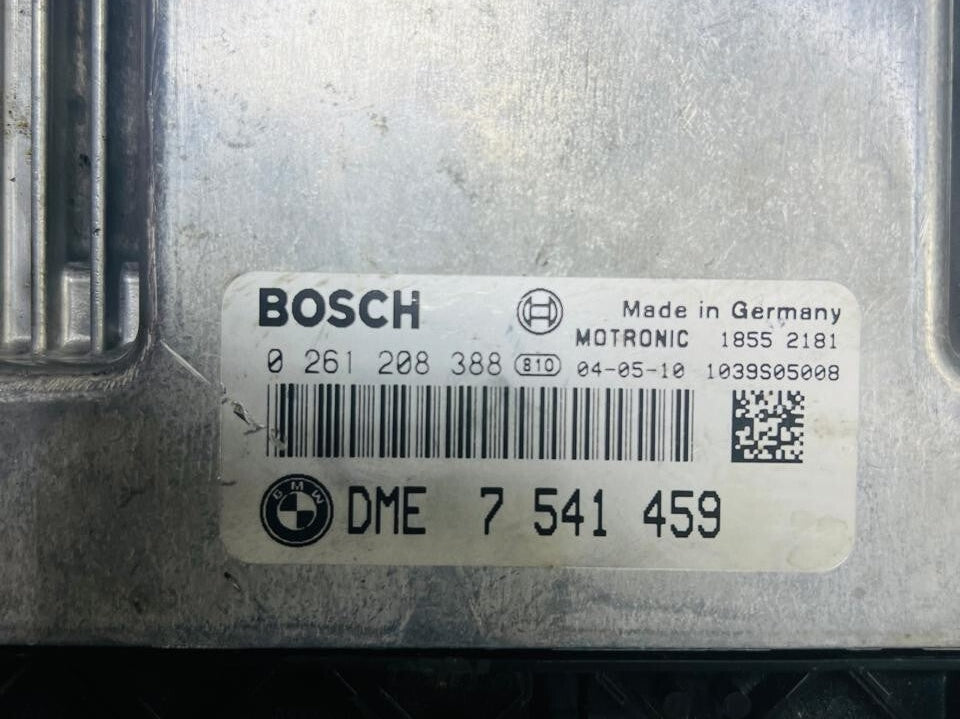 BOSCH Made in Germany
MOTRONIC 1855 2181
0 261 208 388 810 04-05-10 1039S05008
BMW DME 7 541 459